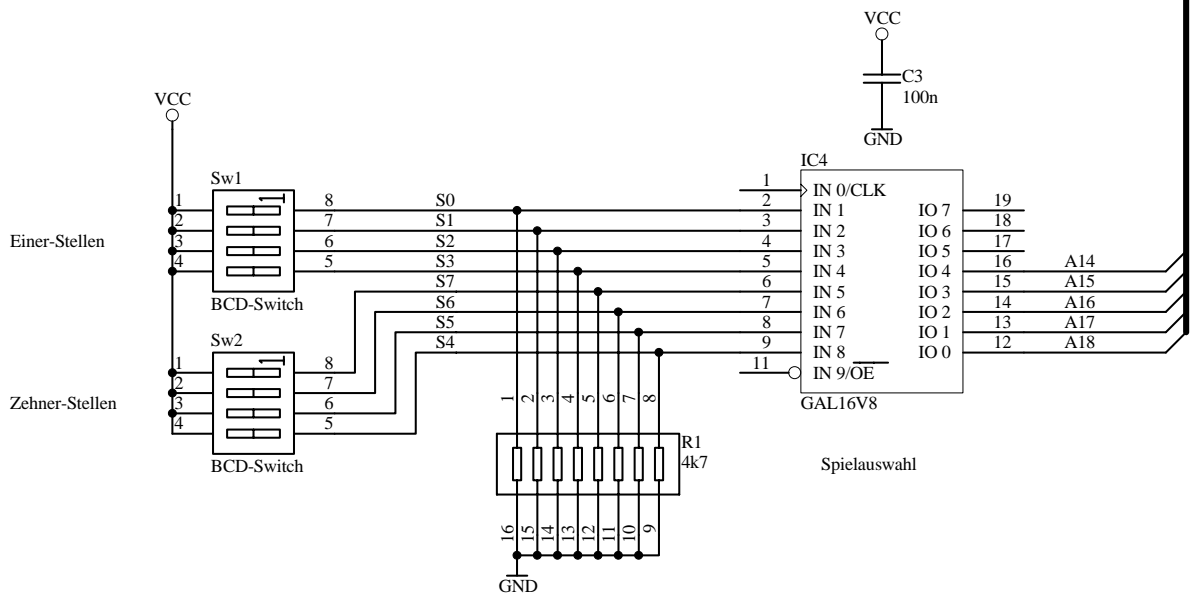 VCC
C3
100n
GND
VCC
IC4
Sw1
1 8 S0 1 IN 0/CLK
2 IN 1 IO 7 19
2 7 S1 3 IN 2 IO 6 18
3 6 S2 4 IN 3 IO 5 17
4 5 S3 5 IN 4 IO 4 16 A14
Einer-Stellen
S7 6 IN 5 IO 3 15 A15
BCD-Switch
S6 7 IN 6 IO 2 14 A16
S5 8 IN 7 IO 1 13 A17
Sw2
S4 9 IN 8 IO 0 12 A18
1 8
11 IN 9/OE
2 7
Zehner-Stellen
3 6
4 5
GAL16V8
BCD-Switch
1 2 3 4 5 6 7 8
R1
4k7
Spielauswahl
16 15 14 13 12 11 10 9
GND